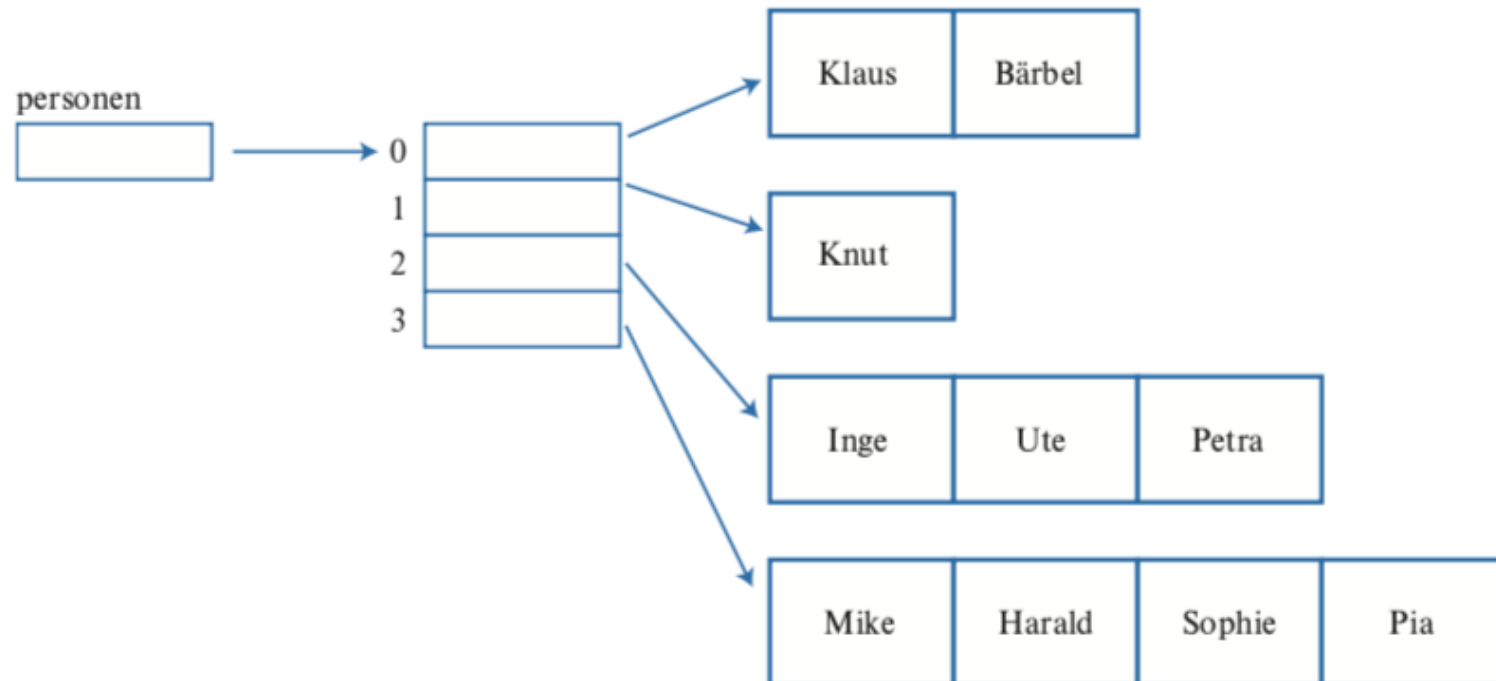 Klaus Bärbel
personen
0
1
Knut
2
3
Inge Ute Petra
Mike Harald Sophie Pia